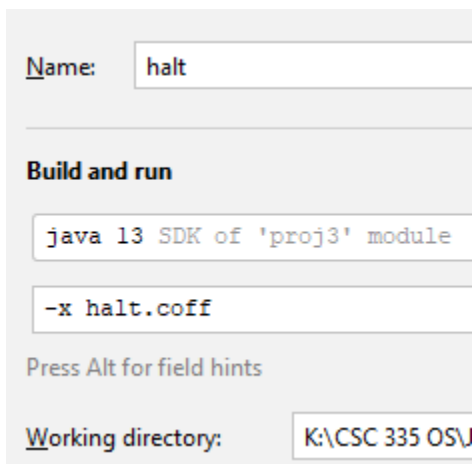 Name: halt
Build and run
java 13 SDK of 'proj3' module
-x halt.coff
Press Alt for field hints
Working directory: K:\CSC 335 OS\J